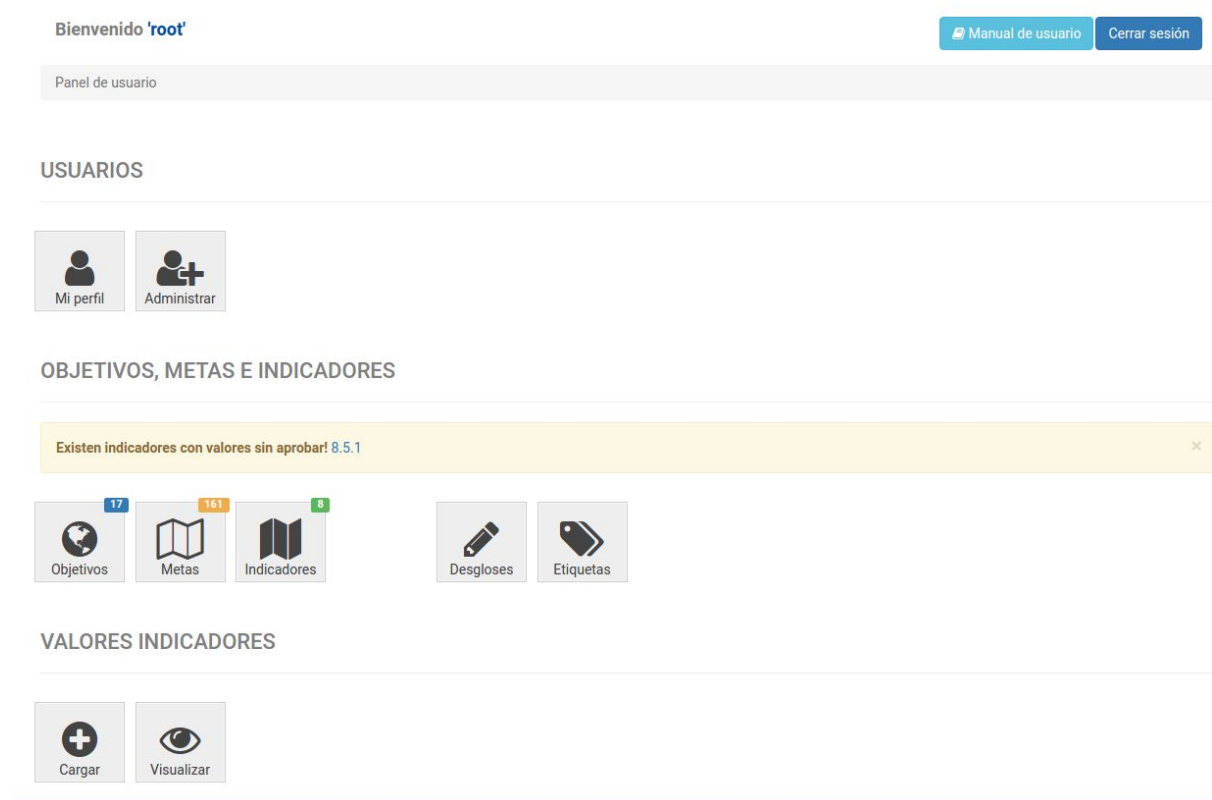 Bienvenido 'root'
Manual de usuario
Cerrar sesión
Panel de usuario
USUARIOS
Mi perfil
Administrar
OBJETIVOS, METAS E INDICADORES
Existen indicadores con valores sin aprobar! 8.5.1
×
17
161
8
Objetivos
Metas
Indicadores
Desgloses
Etiquetas
VALORES INDICADORES
Cargar
Visualizar